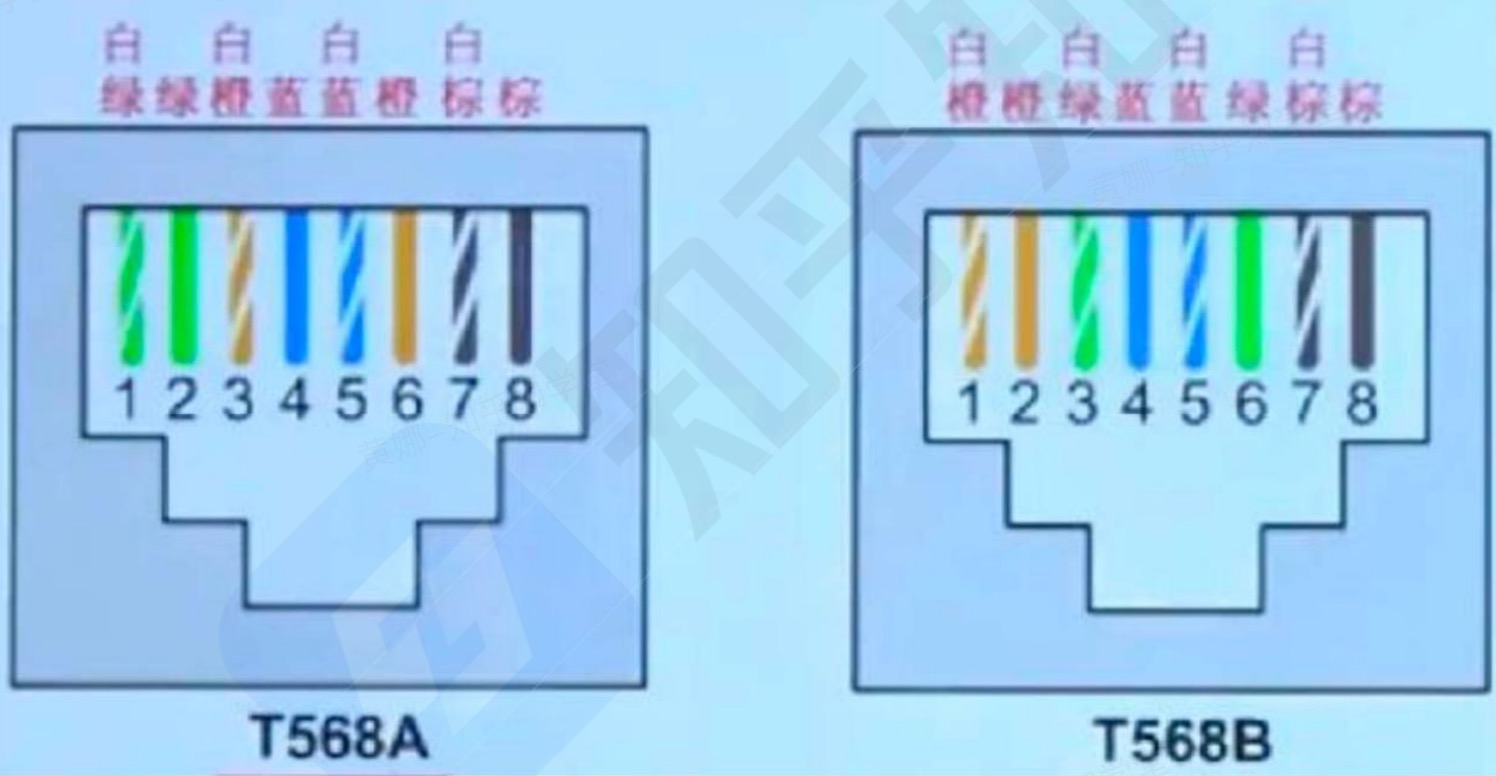 白 白 白 白
绿 绿 橙 蓝 蓝 橙 棕 棕
1 2 3 4 5 6 7 8
T568A
白 白 白 白
橙 橙 绿 蓝 蓝 绿 棕 棕
1 2 3 4 5 6 7 8
T568B
知乎